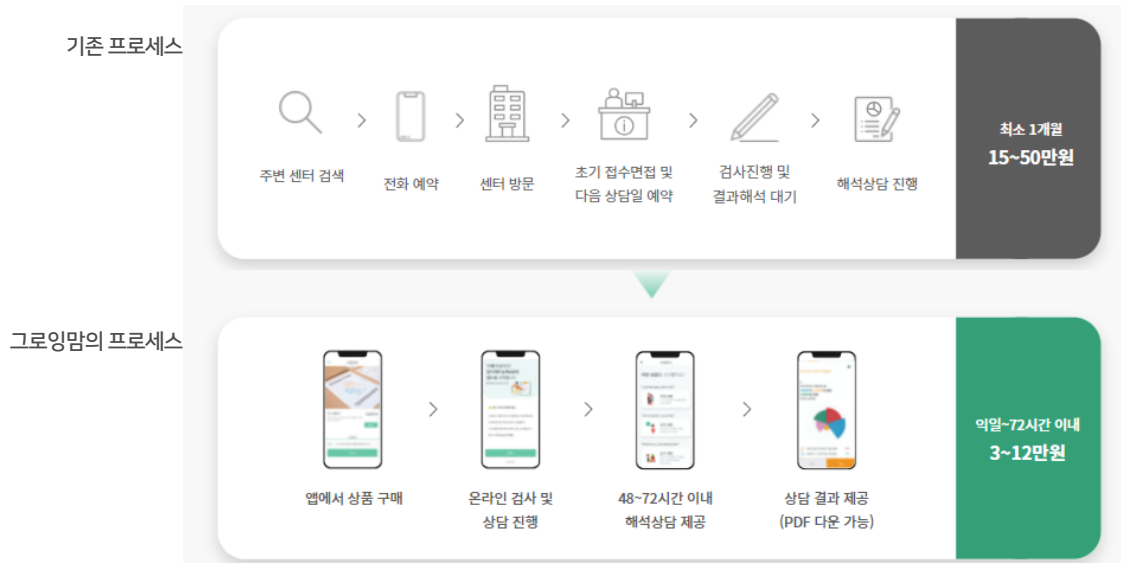 기존 프로세스
주변 센터 검색
전화 예약
센터 방문
초기 접수면접 및
다음 상담일 예약
검사진행 및
결과해석 대기
해석상담 진행
최소 1개월
15~50만원
그로잉맘의 프로세스
앱에서 상품 구매
온라인 검사 및
상담 진행
48~72시간 이내
해석상담 제공
상담 결과 제공
(PDF 다운 가능)
익일~72시간 이내
3~12만원